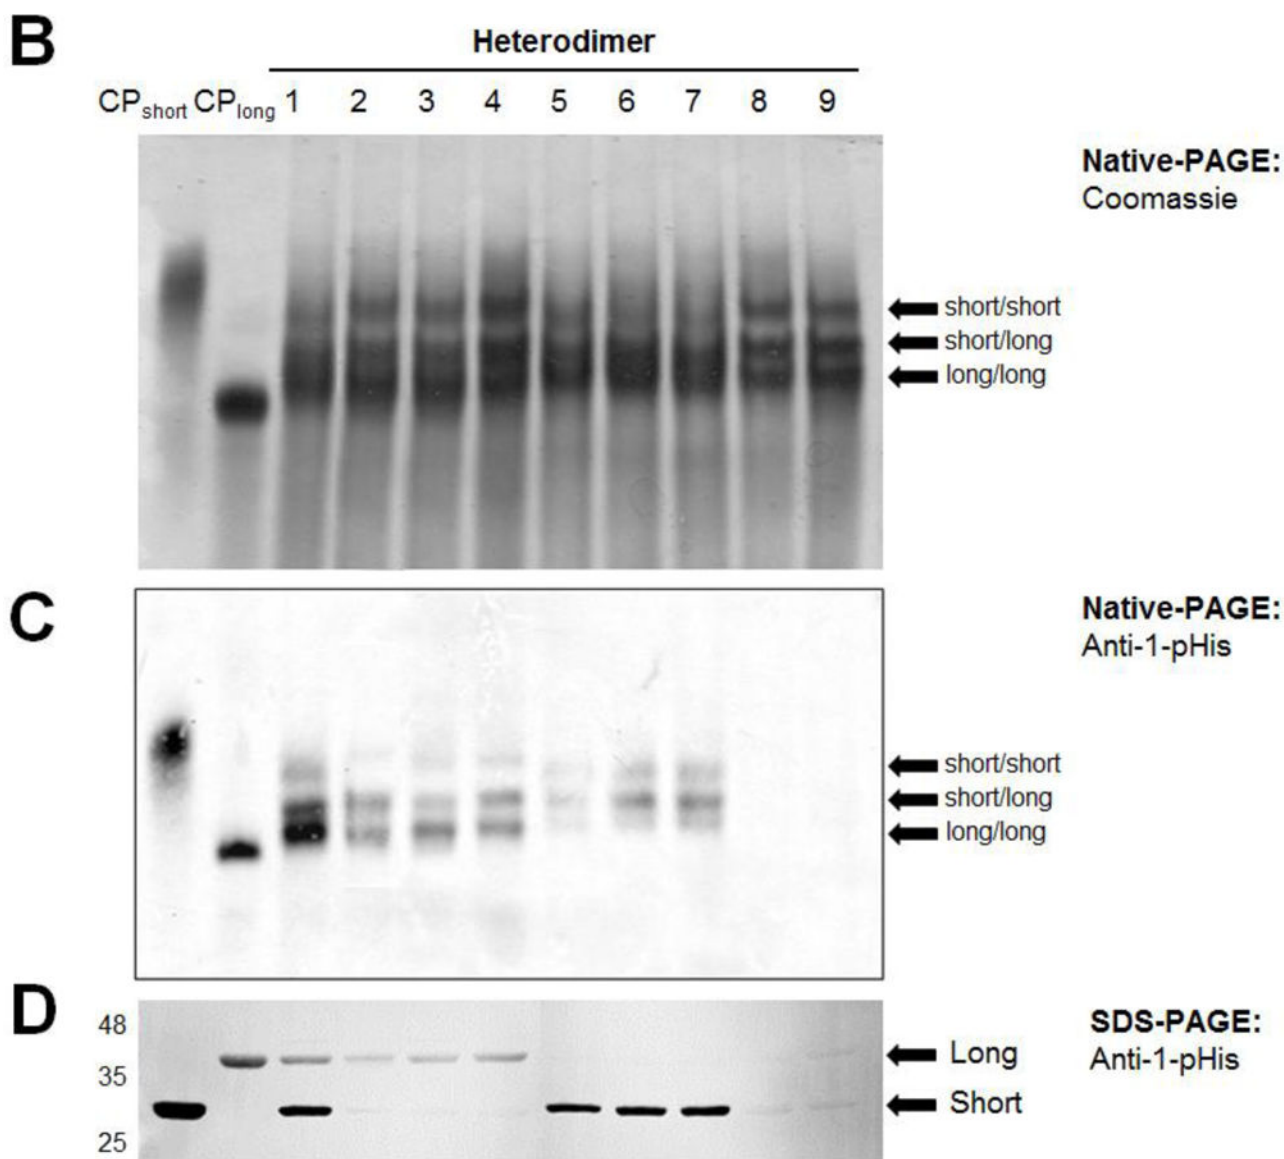 B
Heterodimer
CPshort CPlong 1 2 3 4 5 6 7 8 9
Native-PAGE:
Coomassie
short/short
short/long
long/long
C
Native-PAGE:
Anti-1-pHis
short/short
short/long
long/long
D
48
35
25
SDS-PAGE:
Anti-1-pHis
Long
Short